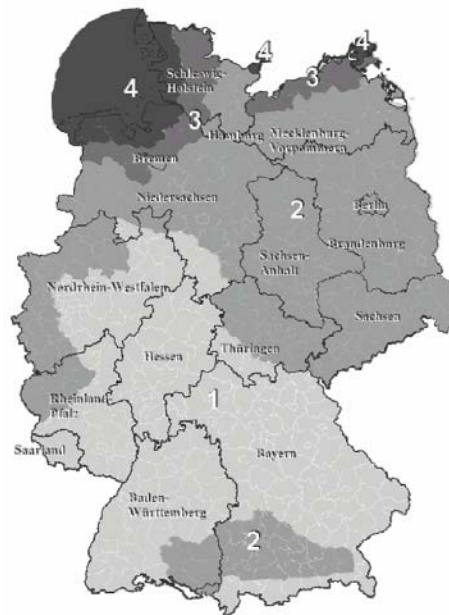 4
4
3
Schleswig-
Holstein
4
3
Hamburg
Mecklenburg-
Vorpommern
Bremen
Niedersachsen
2
Berlin
Brandenburg
Sachsen-
Anhalt
Nordrhein-Westfalen
Sachsen
Hessen
Thüringen
Rheinland
Pfalz
1
Saarland
Bayern
Baden-
Württemberg
2